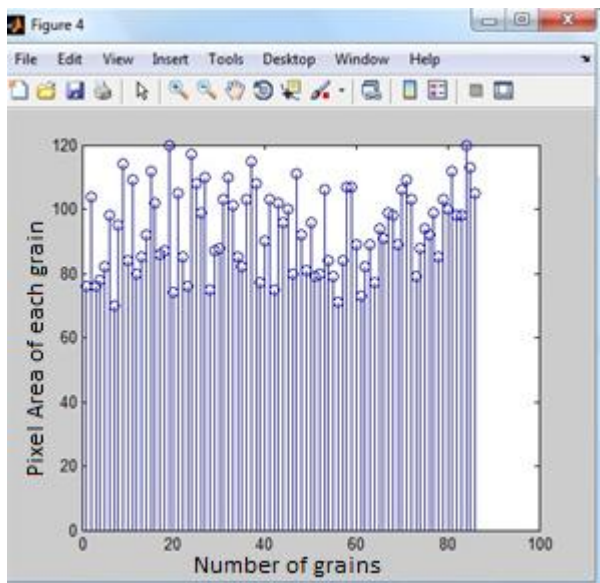 Figure 4
File Edit View Insert Tools Desktop Window Help
120
100
80
60
40
20
0
Pixel Area of each grain
0 20 40 60 80 100
Number of grains